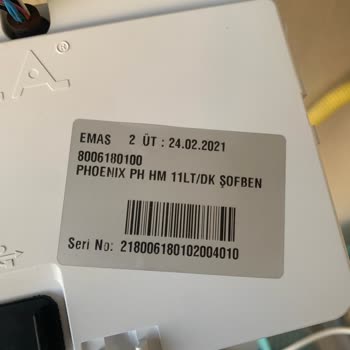 A®
EMAS 2 ÜT : 24.02.2021
8006180100
PHOENIX PH HM 11LT/DK ŞOFBEN
Seri No: 218006180102004010